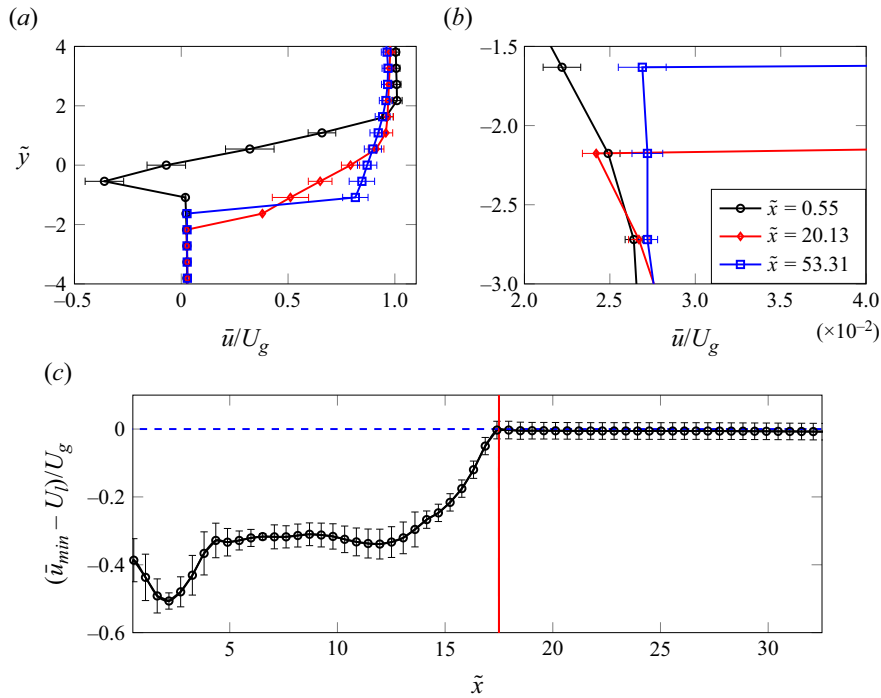 (a)
(b)
4
2
ỹ 0
−2
−4
−0.5 0 0.5 1.0
ū/U_g
−1.5
−2.0
−2.5
−3.0
x̃ = 0.55
x̃ = 20.13
x̃ = 53.31
2.0 2.5 3.0 3.5 4.0
ū/U_g (×10⁻²)
(c)
(ū_min − U_l)/U_g
0
−0.2
−0.4
−0.6
5 10 15 20 25 30
x̃